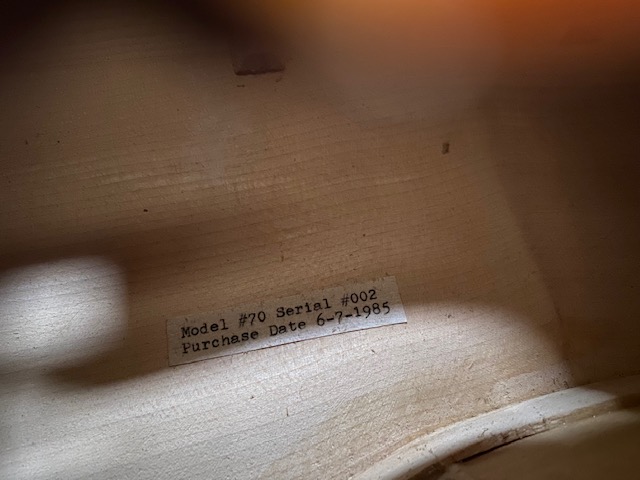 Model #70 Serial #002
Purchase Date 6-7-1985